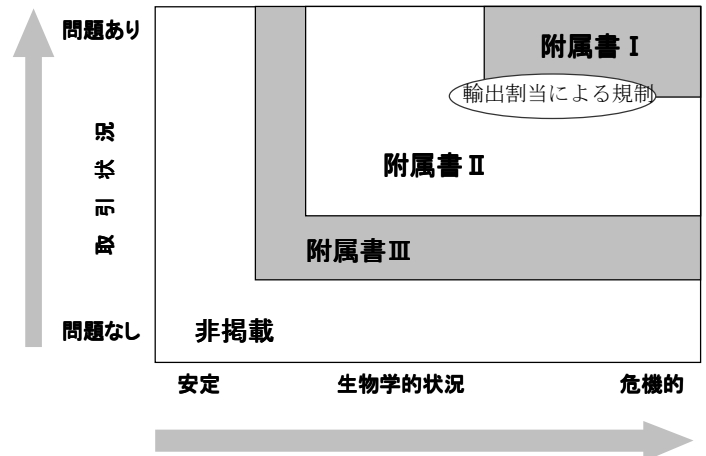 問題あり
附属書Ⅰ
輸出割当による規制
取引状況
附属書Ⅱ
附属書Ⅲ
問題なし
非掲載
安定
生物学的状況
危機的